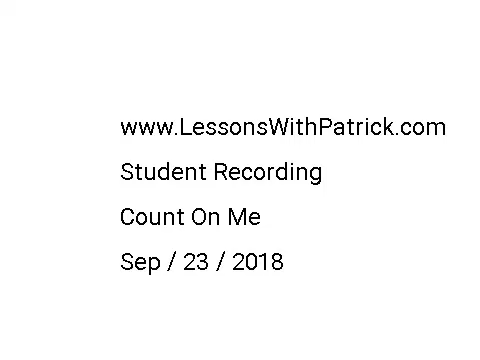 www.LessonsWithPatrick.com
Student Recording
Count On Me
Sep / 23 / 2018